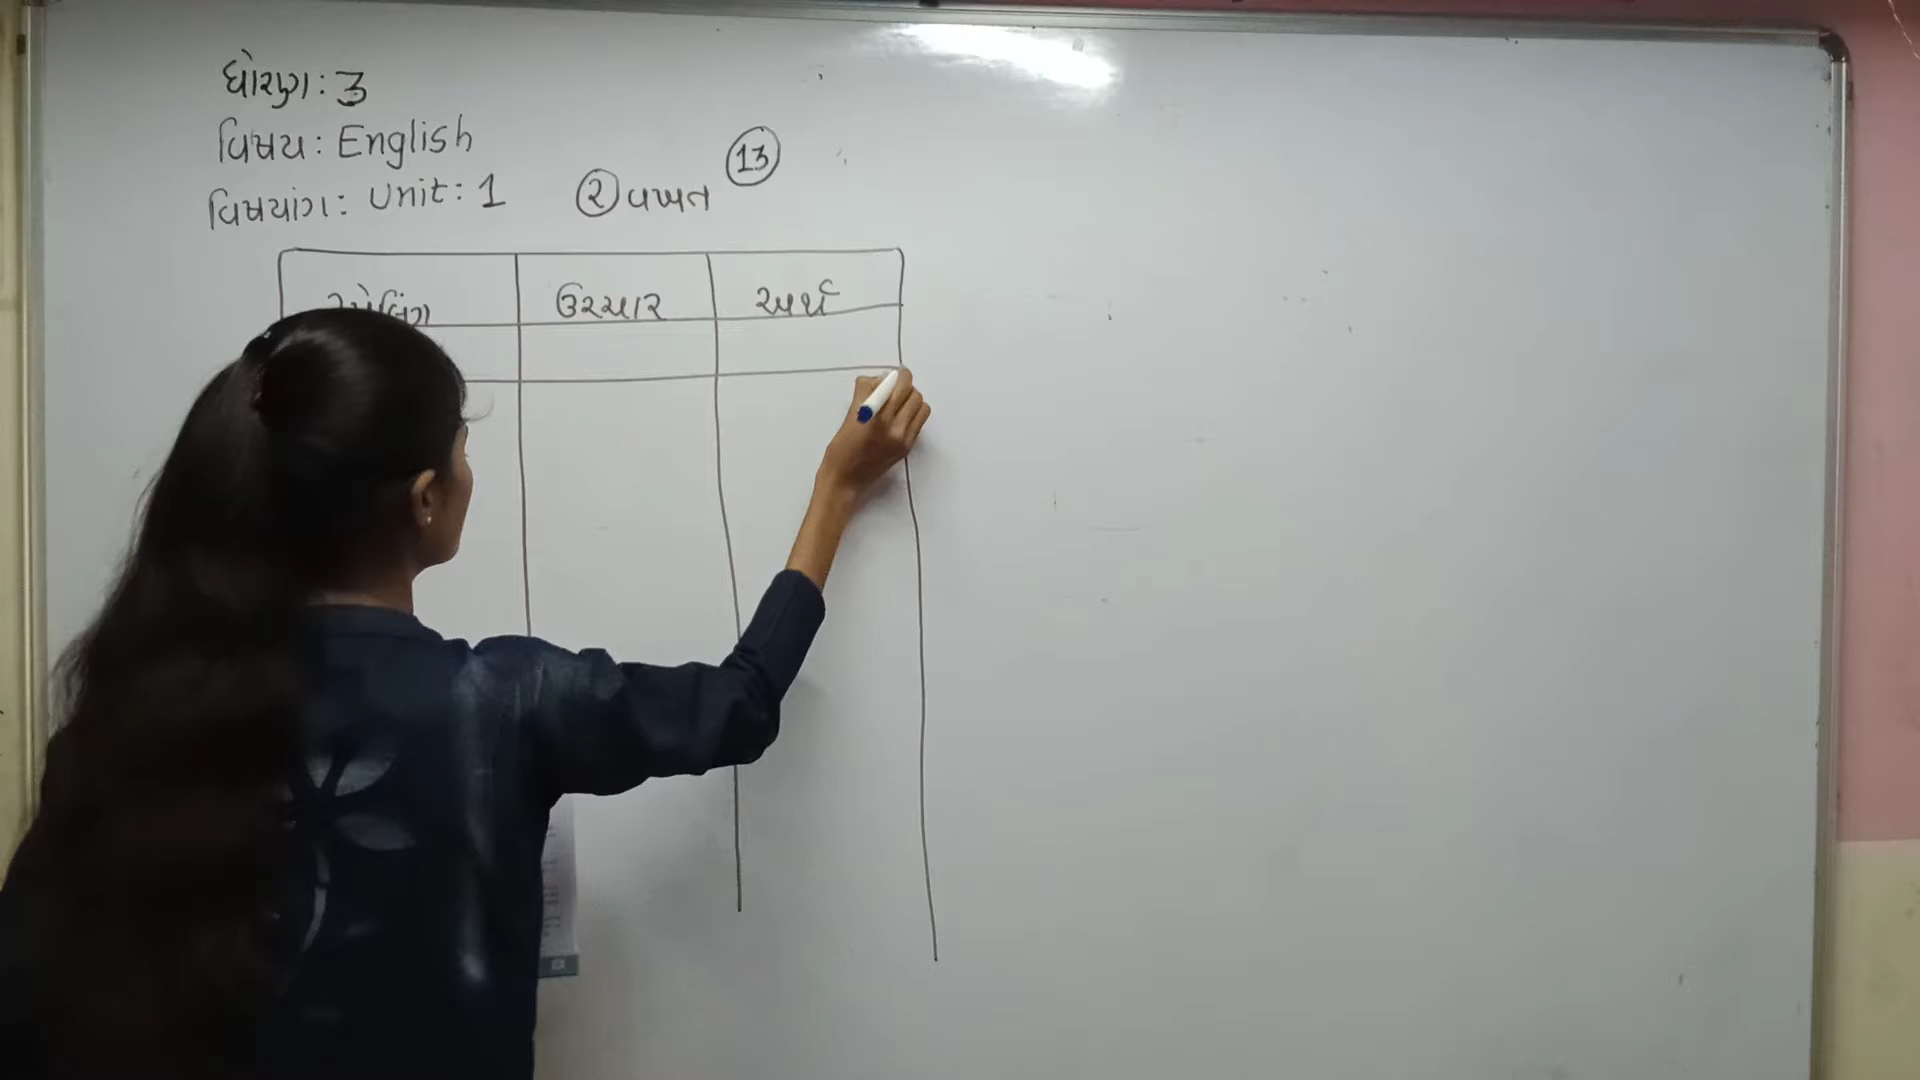 ધોરણ: 3
વિષય: English
વિષયાંગ: Unit: 1 ② વખત
⑬
સ્પેલિંગ ઉચ્ચાર અર્થ